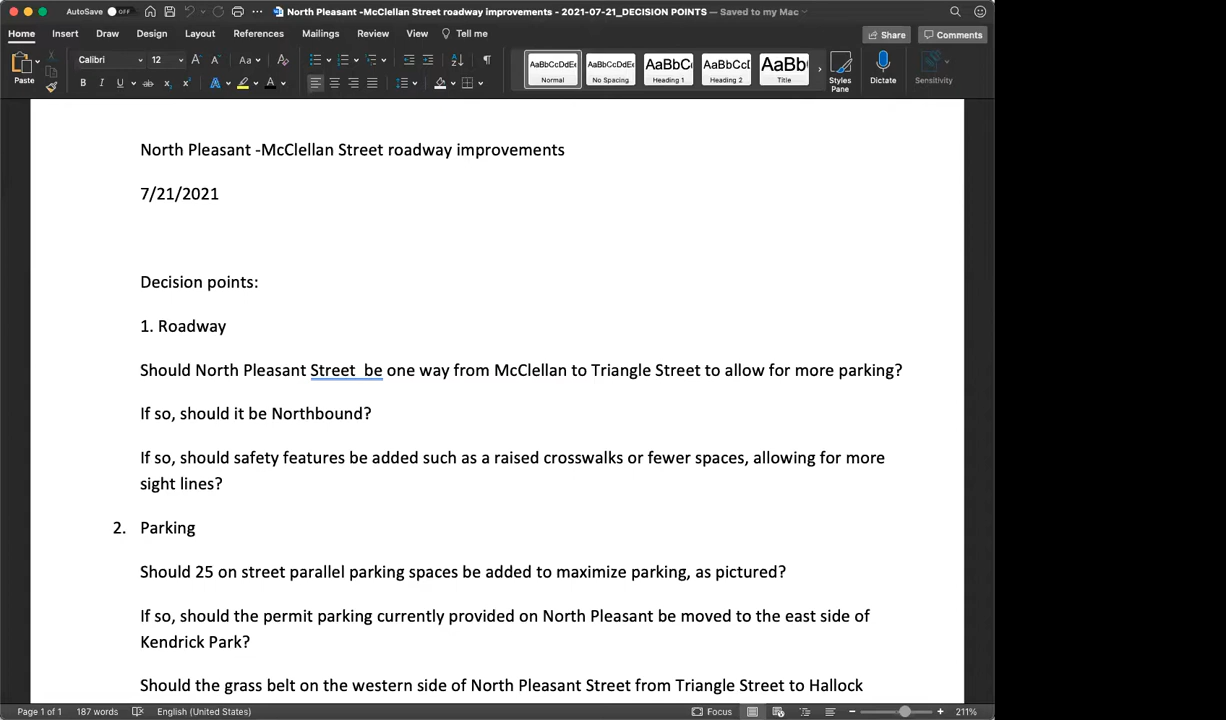 AutoSave OFF
North Pleasant -McClellan Street roadway improvements - 2021-07-21_DECISION POINTS — Saved to my Mac
Home Insert Draw Design Layout References Mailings Review View Tell me Share Comments
Paste Calibri 12 A A Aa A
B I U ab x₂ x² A A
AaBbCcDdEe Normal
AaBbCcDdEe No Spacing
AaBbC Heading 1
AaBbCcD Heading 2
AaBb Title
Styles Pane
Dictate
Sensitivity
North Pleasant -McClellan Street roadway improvements
7/21/2021
Decision points:
1. Roadway
Should North Pleasant Street  be one way from McClellan to Triangle Street to allow for more parking?
If so, should it be Northbound?
If so, should safety features be added such as a raised crosswalks or fewer spaces, allowing for more
sight lines?
2. Parking
Should 25 on street parallel parking spaces be added to maximize parking, as pictured?
If so, should the permit parking currently provided on North Pleasant be moved to the east side of
Kendrick Park?
Should the grass belt on the western side of North Pleasant Street from Triangle Street to Hallock
Page 1 of 1 187 words English (United States) Focus 211%